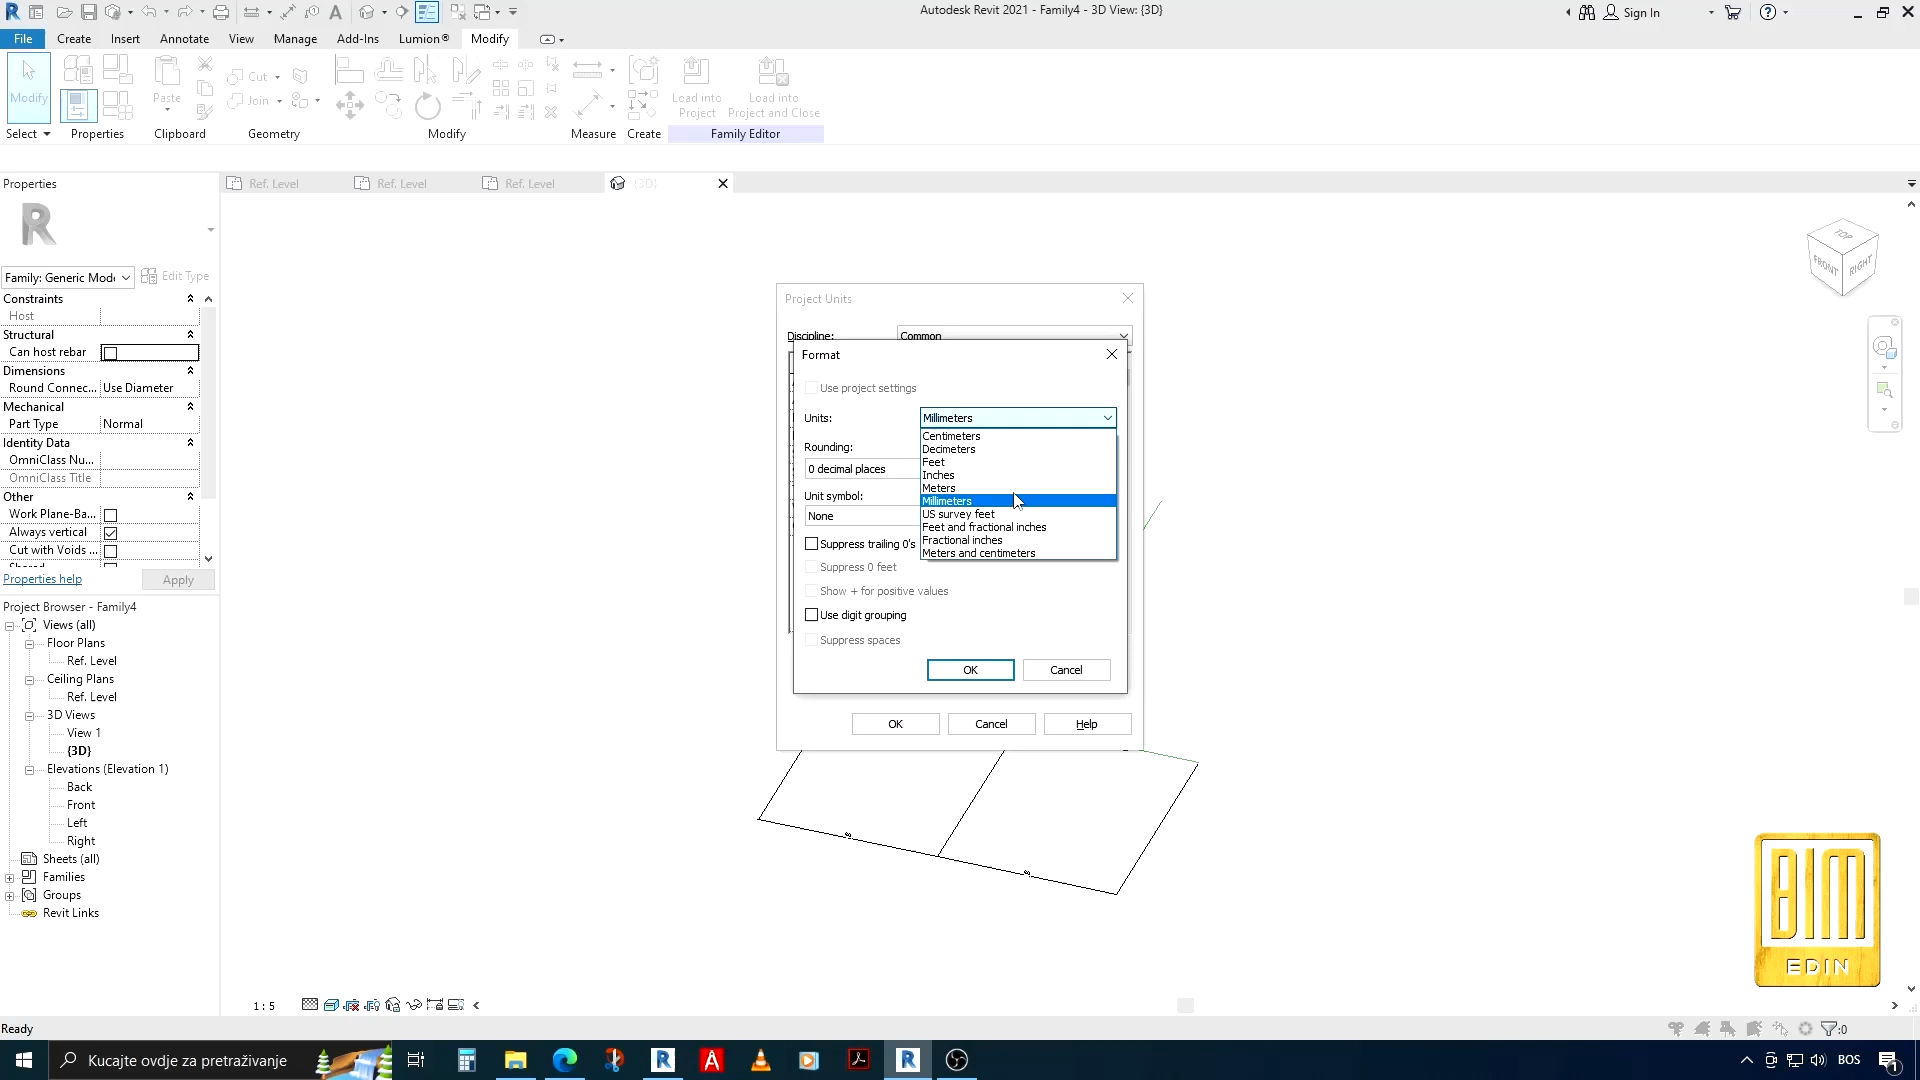 Autodesk Revit 2021 - Family4 - 3D View: {3D}
Sign In
File Create Insert Annotate View Manage Add-Ins Lumion® Modify
Modify
Paste
Cut
Join
Load into Project
Load into Project and Close
Select Properties Clipboard Geometry Modify Measure Create Family Editor
Properties
Ref. Level
Ref. Level
Ref. Level
{3D}
Family: Generic Mod
Edit Type
Constraints
Host
Structural
Can host rebar
Dimensions
Round Connec... Use Diameter
Mechanical
Part Type Normal
Identity Data
OmniClass Nu...
OmniClass Title
Other
Work Plane-Ba...
Always vertical
Cut with Voids ...
Shared
Properties help
Apply
Project Browser - Family4
Views (all)
Floor Plans
Ref. Level
Ceiling Plans
Ref. Level
3D Views
View 1
{3D}
Elevations (Elevation 1)
Back
Front
Left
Right
Sheets (all)
Families
Groups
Revit Links
Project Units
Discipline: Common
Format
Use project settings
Units: Millimeters
Centimeters
Decimeters
Feet
Inches
Meters
Millimeters
US survey feet
Feet and fractional inches
Fractional inches
Meters and centimeters
Rounding:
0 decimal places
Unit symbol:
None
Suppress trailing 0's
Suppress 0 feet
Show + for positive values
Use digit grouping
Suppress spaces
OK Cancel
OK Cancel Help
TOP
FRONT
RIGHT
BIM
EDIN
1 : 5
Ready
:0
Kucajte ovdje za pretraživanje
BOS
1